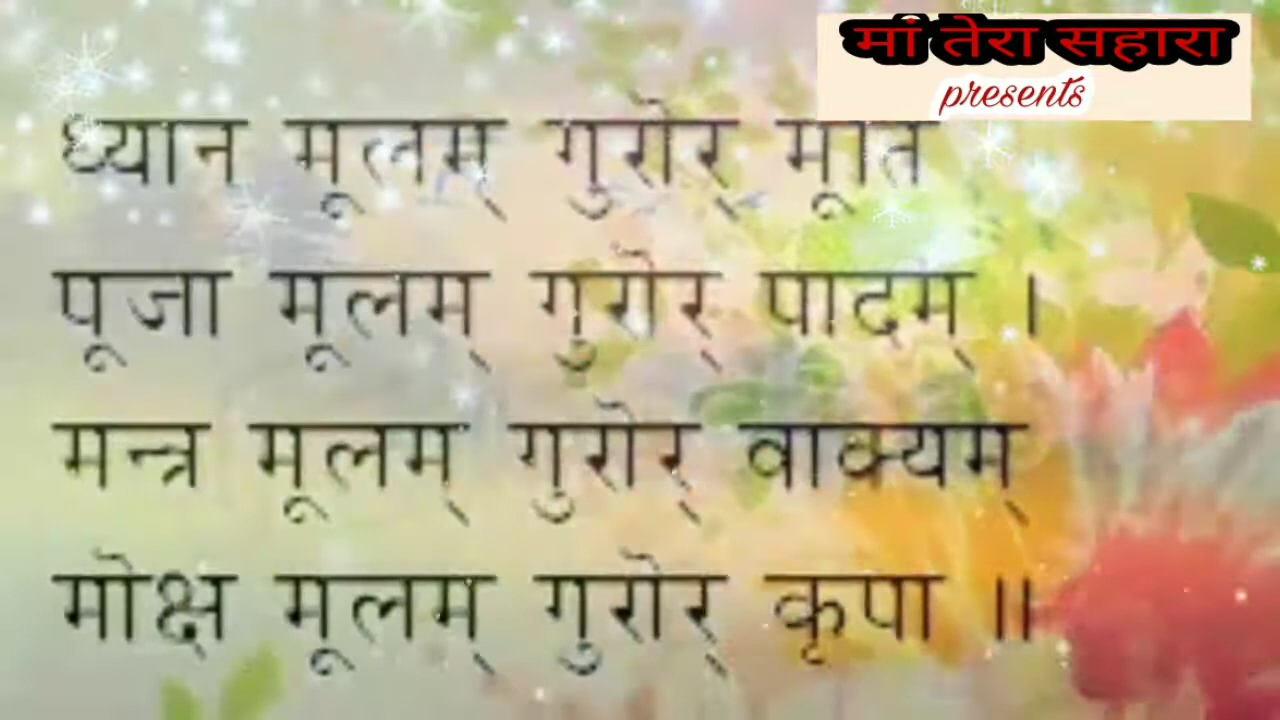 मां तेरा सहारा
presents
ध्यान मूलम् गुरोर् मूर्ति
पूजा मूलम् गुरोर् पादम् ।
मन्त्र मूलम् गुरोर् वाक्यम्
मोक्ष मूलम् गुरोर् कृपा ॥